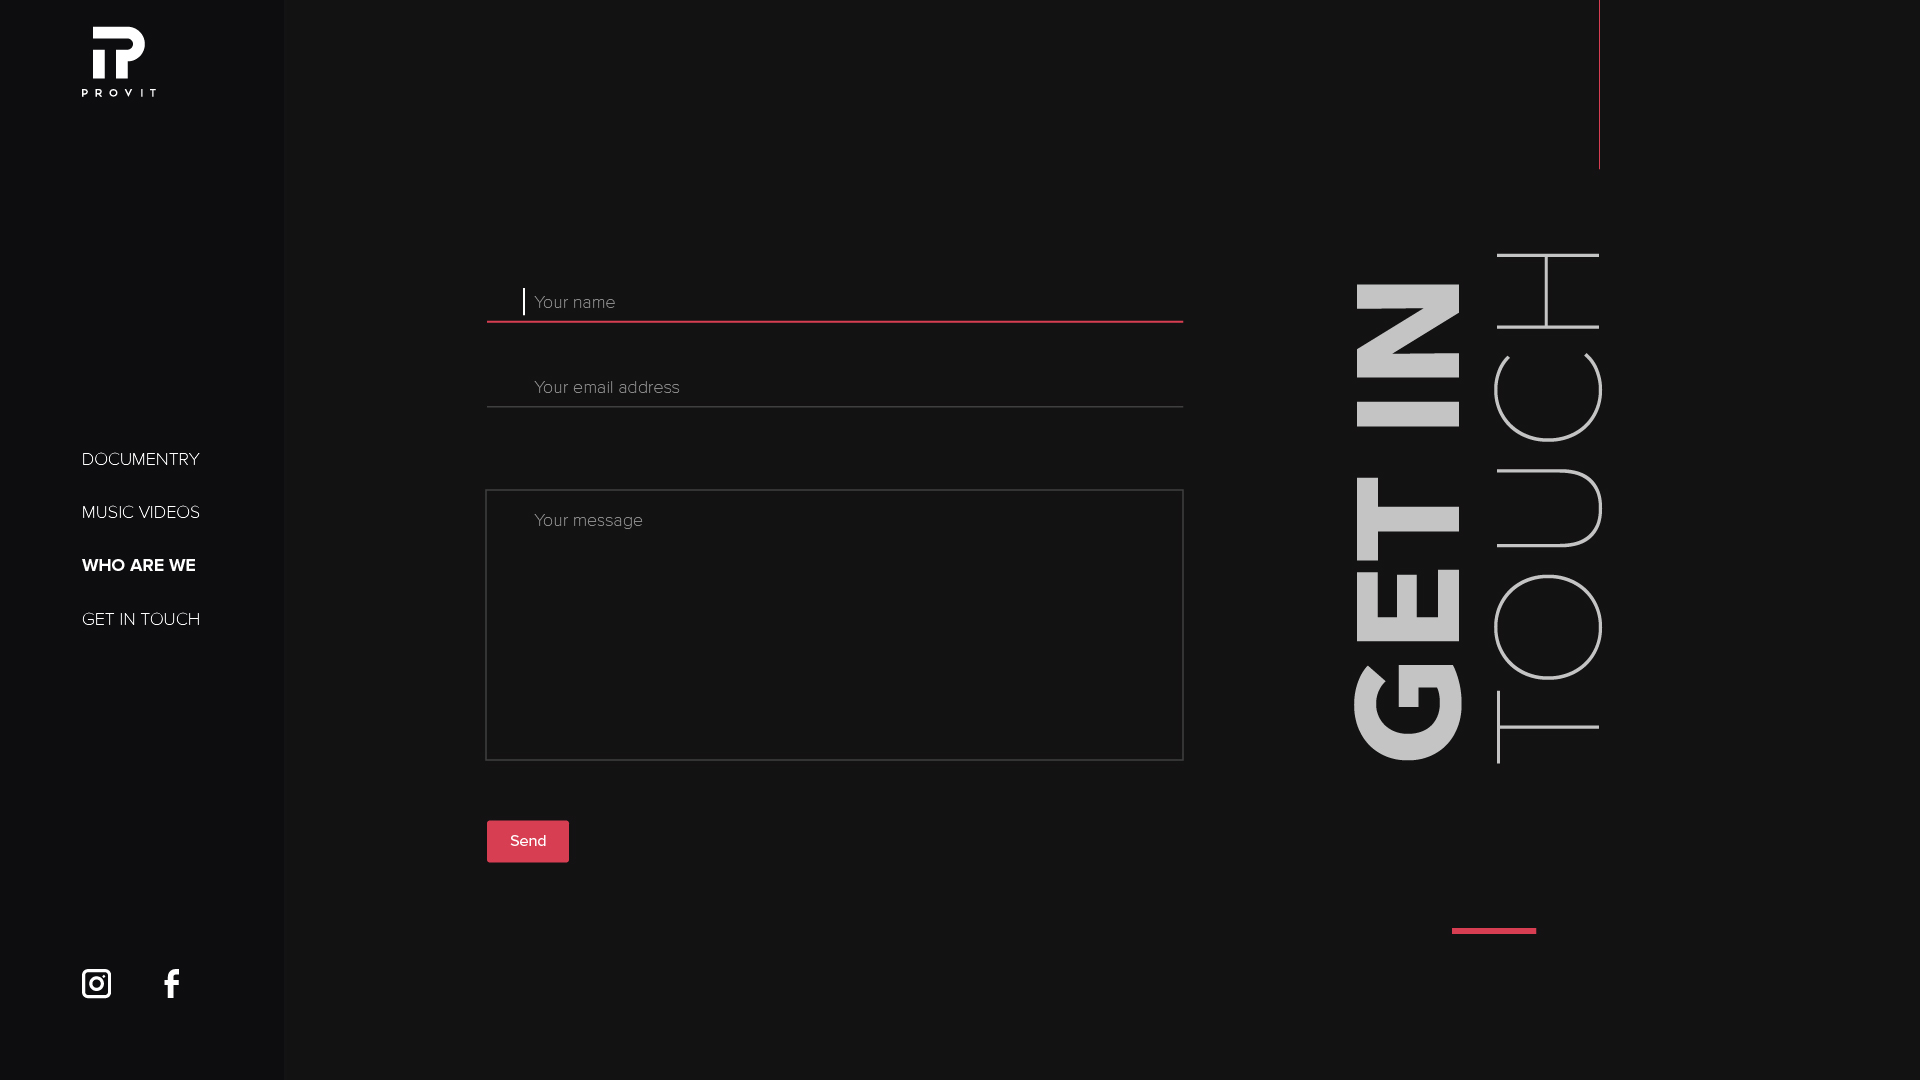 PROVIT
DOCUMENTRY
MUSIC VIDEOS
WHO ARE WE
GET IN TOUCH
Your name
Your email address
Your message
Send
GET IN
TOUCH